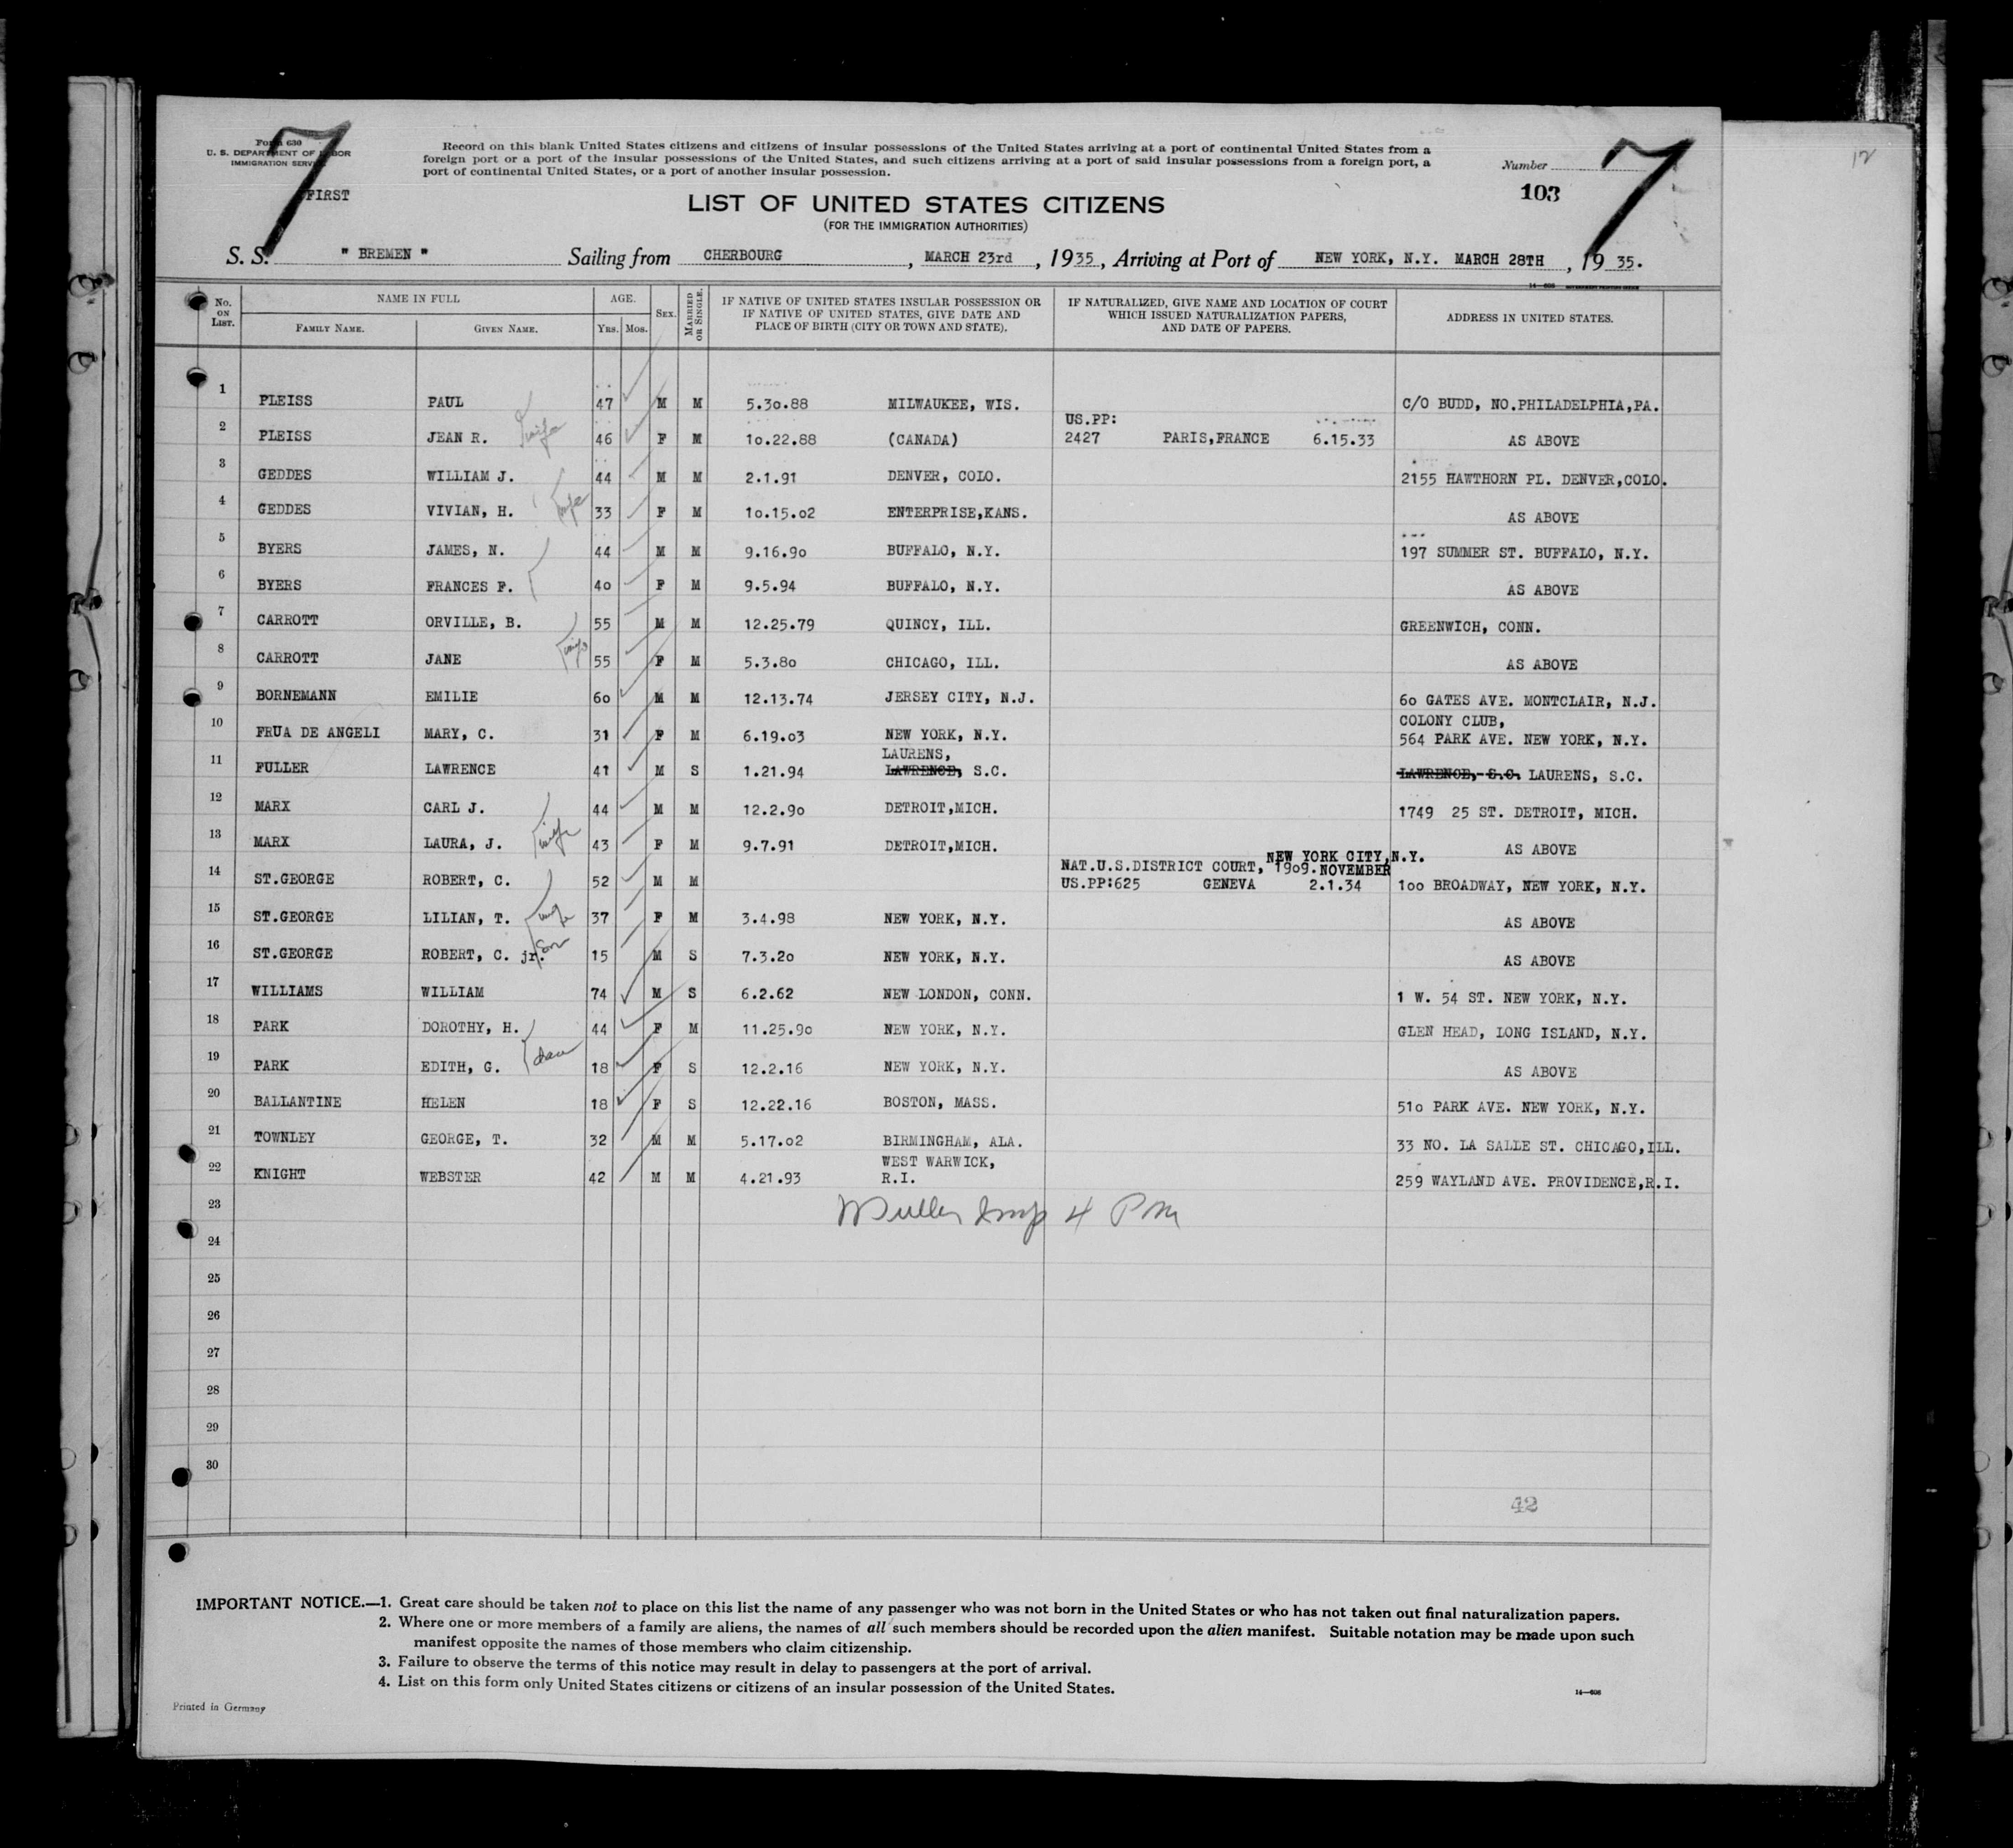 Form 630
U. S. DEPARTMENT OF LABOR
IMMIGRATION SERVICE
FIRST
7
Record on this blank United States citizens and citizens of insular possessions of the United States arriving at a port of continental United States from a
foreign port or a port of the insular possessions of the United States, and such citizens arriving at a port of said insular possessions from a foreign port, a
port of continental United States, or a port of another insular possession.
Number
103
7
12
LIST OF UNITED STATES CITIZENS
(FOR THE IMMIGRATION AUTHORITIES)
S. S. " BREMEN " Sailing from CHERBOURG, MARCH 23rd, 1935, Arriving at Port of NEW YORK, N.Y. MARCH 28TH, 19 35.
14—608 GOVERNMENT PRINTING OFFICE
No. ON LIST. NAME IN FULL FAMILY NAME. GIVEN NAME. AGE. YRS. MOS. SEX. MARRIED OR SINGLE. IF NATIVE OF UNITED STATES INSULAR POSSESSION OR IF NATIVE OF UNITED STATES, GIVE DATE AND PLACE OF BIRTH (CITY OR TOWN AND STATE). IF NATURALIZED, GIVE NAME AND LOCATION OF COURT WHICH ISSUED NATURALIZATION PAPERS, AND DATE OF PAPERS. ADDRESS IN UNITED STATES.
1 PLEISS PAUL 47 M M 5.30.88 MILWAUKEE, WIS. C/O BUDD, NO.PHILADELPHIA,PA.
US.PP:
2 PLEISS JEAN R. wife 46 F M 10.22.88 (CANADA) 2427 PARIS,FRANCE 6.15.33 AS ABOVE
3 GEDDES WILLIAM J. 44 M M 2.1.91 DENVER, COLO. 2155 HAWTHORN PL. DENVER,COLO.
4 GEDDES VIVIAN, H. wife 33 F M 10.15.02 ENTERPRISE,KANS. AS ABOVE
5 BYERS JAMES, N. 44 M M 9.16.90 BUFFALO, N.Y. 197 SUMMER ST. BUFFALO, N.Y.
6 BYERS FRANCES F. 40 F M 9.5.94 BUFFALO, N.Y. AS ABOVE
7 CARROTT ORVILLE, B. 55 M M 12.25.79 QUINCY, ILL. GREENWICH, CONN.
8 CARROTT JANE wife 55 F M 5.3.80 CHICAGO, ILL. AS ABOVE
9 BORNEMANN EMILIE 60 M M 12.13.74 JERSEY CITY, N.J. 60 GATES AVE. MONTCLAIR, N.J.
COLONY CLUB,
10 FRUA DE ANGELI MARY, C. 31 F M 6.19.03 NEW YORK, N.Y. 564 PARK AVE. NEW YORK, N.Y.
LAURENS,
11 FULLER LAWRENCE 41 M S 1.21.94 LAWRENCE, S.C. LAWRENCE, S.C. LAURENS, S.C.
12 MARX CARL J. 44 M M 12.2.90 DETROIT,MICH. 1749 25 ST. DETROIT, MICH.
13 MARX LAURA, J. wife 43 F M 9.7.91 DETROIT,MICH. AS ABOVE
NEW YORK CITY,N.Y.
NAT.U.S.DISTRICT COURT, 1909.NOVEMBER
14 ST.GEORGE ROBERT, C. 52 M M US.PP:625 GENEVA 2.1.34 100 BROADWAY, NEW YORK, N.Y.
15 ST.GEORGE LILIAN, T. wife 37 F M 3.4.98 NEW YORK, N.Y. AS ABOVE
16 ST.GEORGE ROBERT, C. jr. son 15 M S 7.3.20 NEW YORK, N.Y. AS ABOVE
17 WILLIAMS WILLIAM 74 M S 6.2.62 NEW LONDON, CONN. 1 W. 54 ST. NEW YORK, N.Y.
18 PARK DOROTHY, H. 44 F M 11.25.90 NEW YORK, N.Y. GLEN HEAD, LONG ISLAND, N.Y.
19 PARK EDITH, G. dau 18 F S 12.2.16 NEW YORK, N.Y. AS ABOVE
20 BALLANTINE HELEN 18 F S 12.22.16 BOSTON, MASS. 510 PARK AVE. NEW YORK, N.Y.
21 TOWNLEY GEORGE, T. 32 M M 5.17.02 BIRMINGHAM, ALA. 33 NO. LA SALLE ST. CHICAGO,ILL.
WEST WARWICK,
22 KNIGHT WEBSTER 42 M M 4.21.93 R.I. 259 WAYLAND AVE. PROVIDENCE,R.I.
23 Muller Insp 4 PM
24
25
26
27
28
29
30
42
IMPORTANT NOTICE.—1. Great care should be taken not to place on this list the name of any passenger who was not born in the United States or who has not taken out final naturalization papers.
2. Where one or more members of a family are aliens, the names of all such members should be recorded upon the alien manifest. Suitable notation may be made upon such
manifest opposite the names of those members who claim citizenship.
3. Failure to observe the terms of this notice may result in delay to passengers at the port of arrival.
4. List on this form only United States citizens or citizens of an insular possession of the United States.
14—608
Printed in Germany